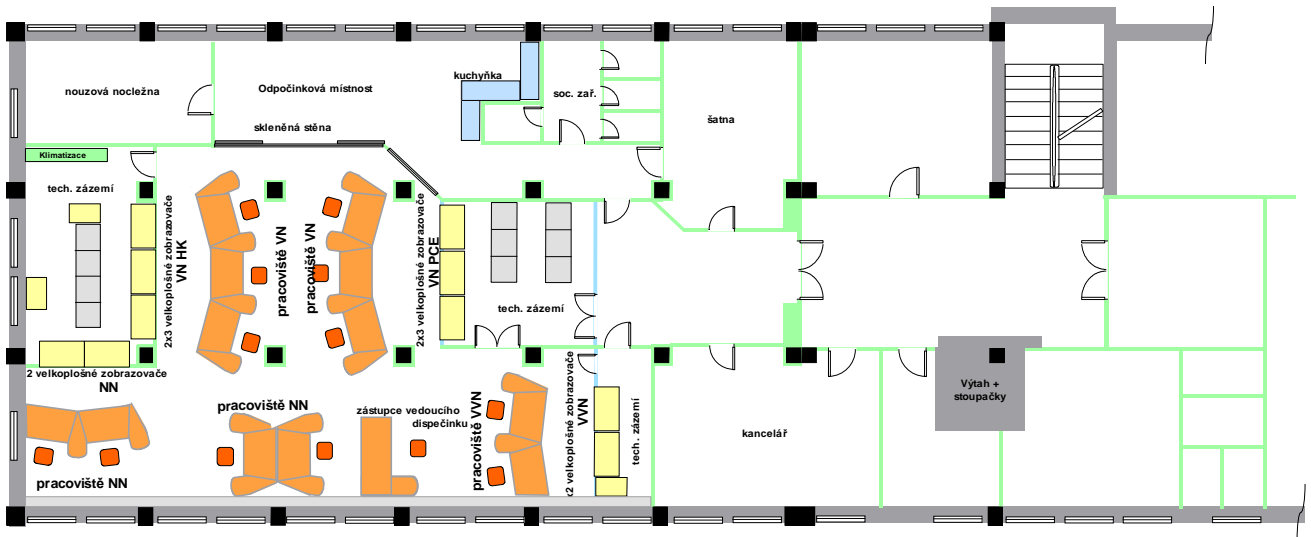 kuchyňka
nouzová nocležna
Odpočinková místnost
soc. zař.
šatna
skleněná stěna
Klimatizace
tech. zázemí
2x3 velkoplošné zobrazovače
VN HK
pracoviště VN
pracoviště VN
2x3 velkoplošné zobrazovače
VN PCE
tech. zázemí
2 velkoplošné zobrazovače
NN
pracoviště NN
zástupce vedoucího
dispečinku
pracoviště VVN
x2 velkoplošné zobrazovače
VVN
tech. zázemí
kancelář
Výtah +
stoupačky
pracoviště NN